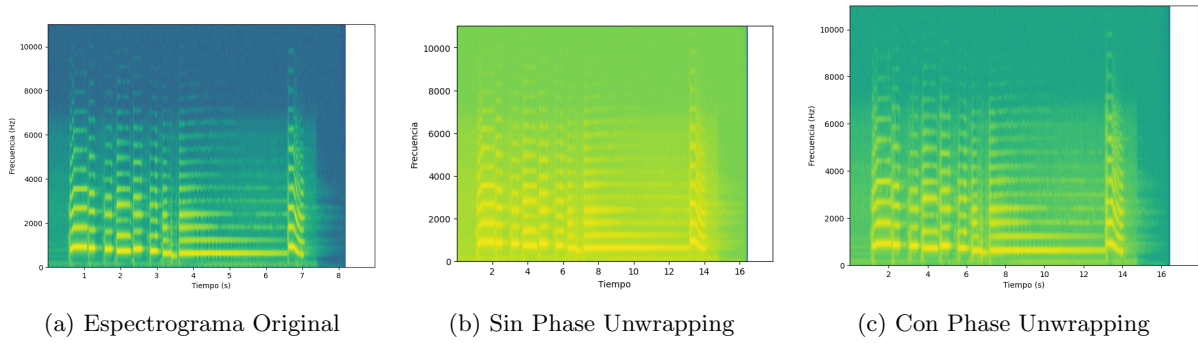 10000
8000
6000
4000
2000
0
Frecuencia (Hz)
1 2 3 4 5 6 7 8
Tiempo (s)
(a) Espectrograma Original
10000
8000
6000
4000
2000
0
Frecuencia
2 4 6 8 10 12 14 16
Tiempo
(b) Sin Phase Unwrapping
10000
8000
6000
4000
2000
0
Frecuencia (Hz)
2 4 6 8 10 12 14 16
Tiempo (s)
(c) Con Phase Unwrapping